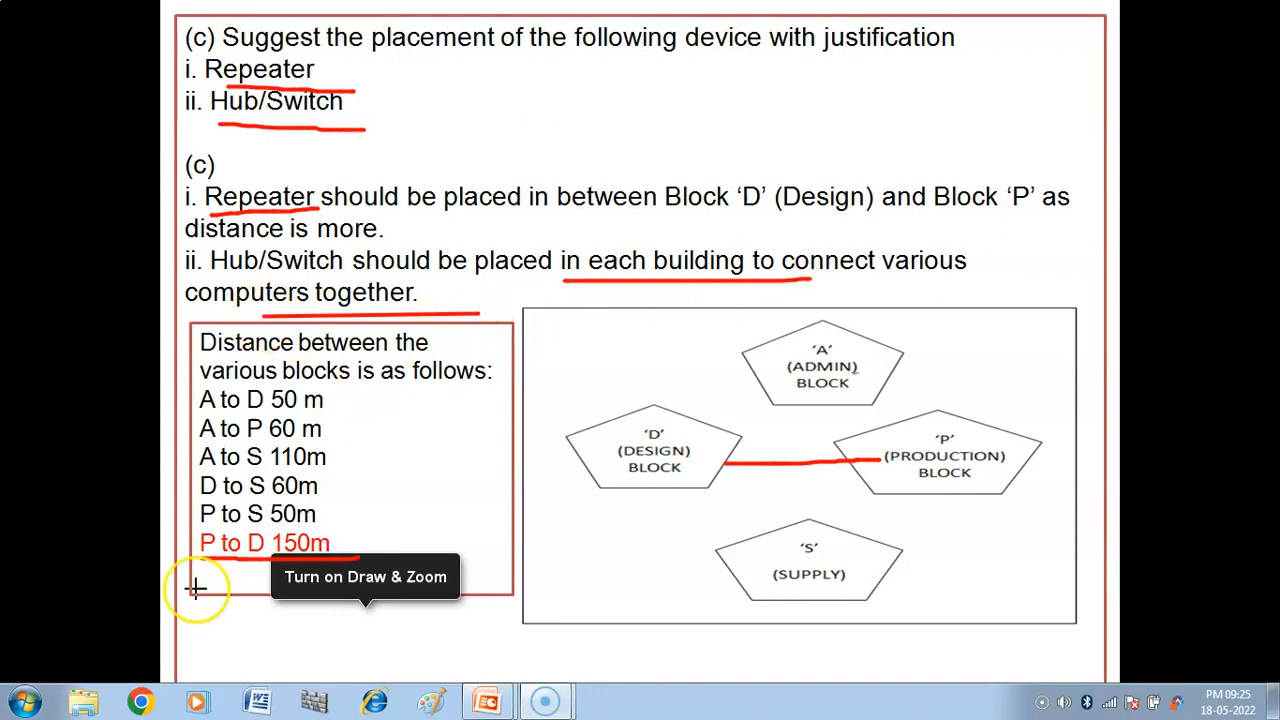 (c) Suggest the placement of the following device with justification
i. Repeater
ii. Hub/Switch
(c)
i. Repeater should be placed in between Block ‘D’ (Design) and Block ‘P’ as
distance is more.
ii. Hub/Switch should be placed in each building to connect various
computers together.
Distance between the
various blocks is as follows:
A to D 50 m
A to P 60 m
A to S 110m
D to S 60m
P to S 50m
P to D 150m
Turn on Draw & Zoom
‘A’
(ADMIN)
BLOCK
‘D’
(DESIGN)
BLOCK
‘P’
(PRODUCTION)
BLOCK
‘S’
(SUPPLY)
PM 09:25
18-05-2022